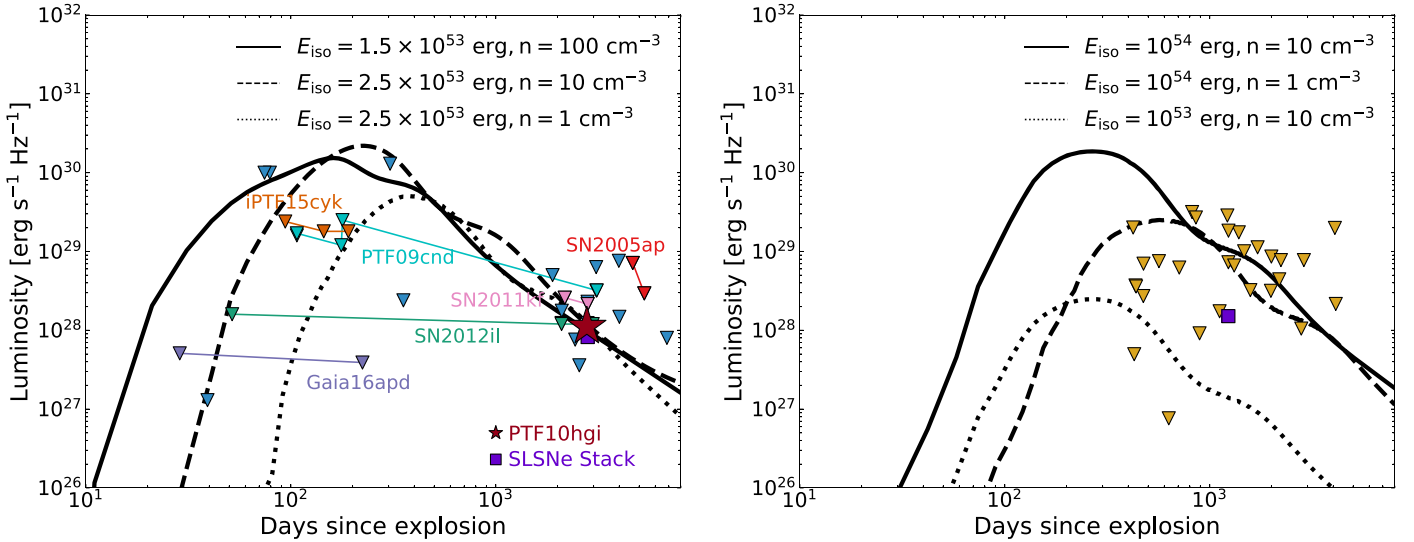 10^32
10^31
10^30
10^29
10^28
10^27
10^26
Luminosity [erg s^−1 Hz^−1]
E_iso = 1.5 × 10^53 erg, n = 100 cm^−3
E_iso = 2.5 × 10^53 erg, n = 10 cm^−3
E_iso = 2.5 × 10^53 erg, n = 1 cm^−3
iPTF15cyk
PTF09cnd
SN2005ap
SN2011kf
SN2012il
Gaia16apd
PTF10hgi
SLSNe Stack
10^1
10^2
10^3
Days since explosion
10^32
10^31
10^30
10^29
10^28
10^27
10^26
Luminosity [erg s^−1 Hz^−1]
E_iso = 10^54 erg, n = 10 cm^−3
E_iso = 10^54 erg, n = 1 cm^−3
E_iso = 10^53 erg, n = 10 cm^−3
10^1
10^2
10^3
Days since explosion